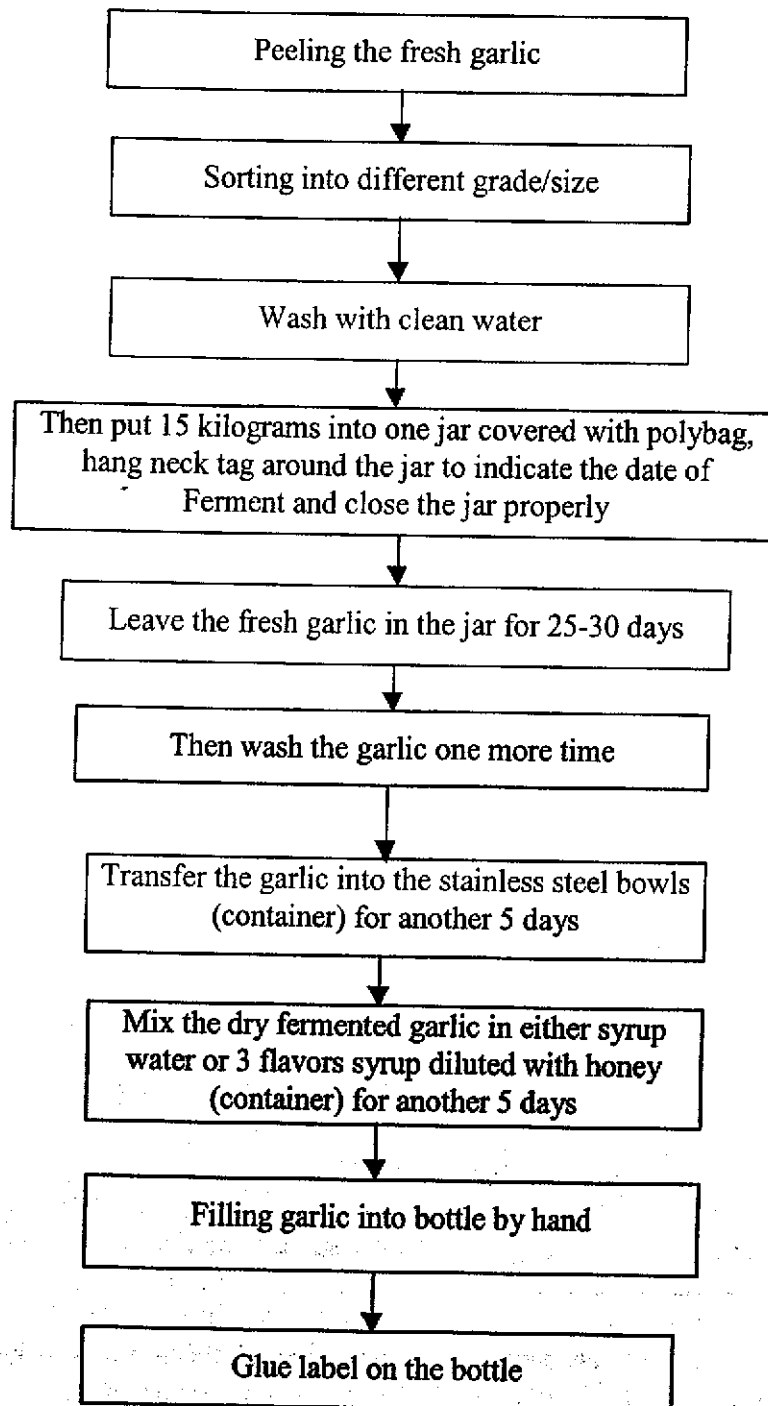 Peeling the fresh garlic
Sorting into different grade/size
Wash with clean water
Then put 15 kilograms into one jar covered with polybag,
hang neck tag around the jar to indicate the date of
Ferment and close the jar properly
Leave the fresh garlic in the jar for 25-30 days
Then wash the garlic one more time
Transfer the garlic into the stainless steel bowls
(container) for another 5 days
Mix the dry fermented garlic in either syrup
water or 3 flavors syrup diluted with honey
(container) for another 5 days
Filling garlic into bottle by hand
Glue label on the bottle